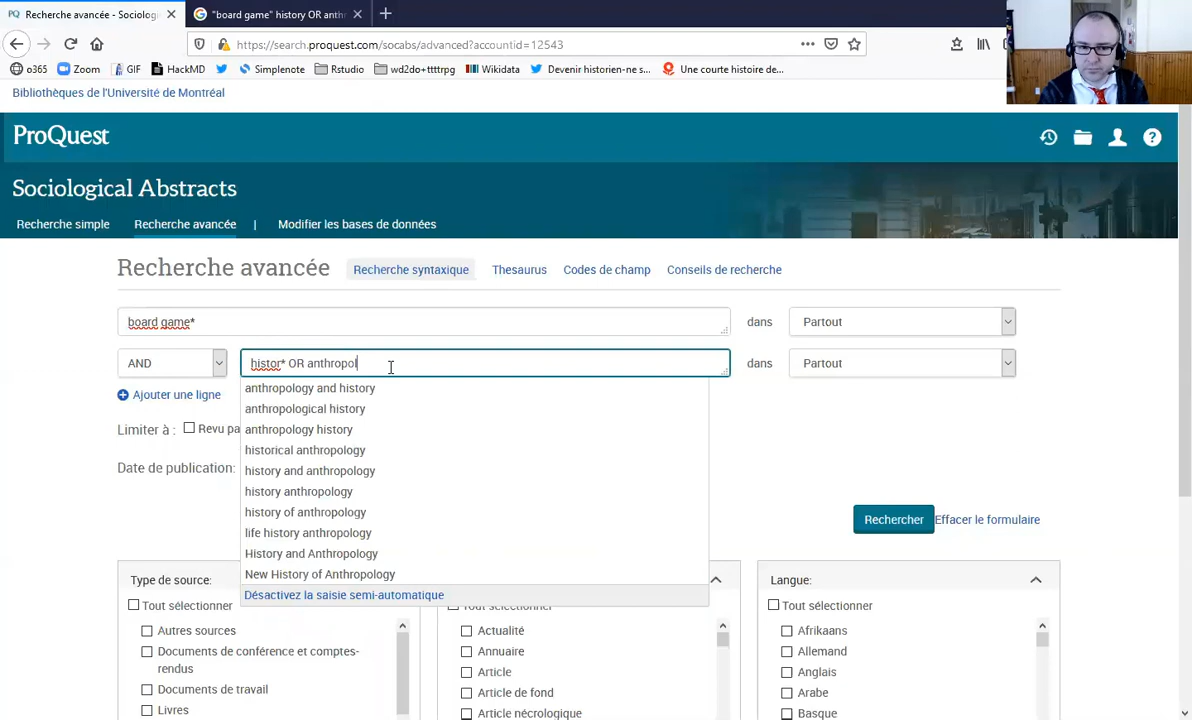 Recherche avancée - Sociologi
"board game" history OR anthr
https://search.proquest.com/socabs/advanced?accountid=12543
o365 Zoom GIF HackMD Simplenote Rstudio wd2do+ttttrpg Wikidata Devenir historien-ne s... Une courte histoire de...
Bibliothèques de l'Université de Montréal
ProQuest
Sociological Abstracts
Recherche simple Recherche avancée | Modifier les bases de données
Recherche avancée Recherche syntaxique Thesaurus Codes de champ Conseils de recherche
board game* dans Partout
AND histor* OR anthropol dans Partout
anthropology and history
Ajouter une ligne
anthropological history
Limiter à : Revu pa
anthropology history
historical anthropology
Date de publication:
history and anthropology
history anthropology
history of anthropology
Rechercher Effacer le formulaire
life history anthropology
History and Anthropology
New History of Anthropology
Désactivez la saisie semi-automatique
Type de source:
Tout sélectionner
Autres sources
Documents de conférence et comptes-
rendus
Documents de travail
Livres
Tout sélectionner
Actualité
Annuaire
Article
Article de fond
Article nécrologique
Langue:
Tout sélectionner
Afrikaans
Allemand
Anglais
Arabe
Basque